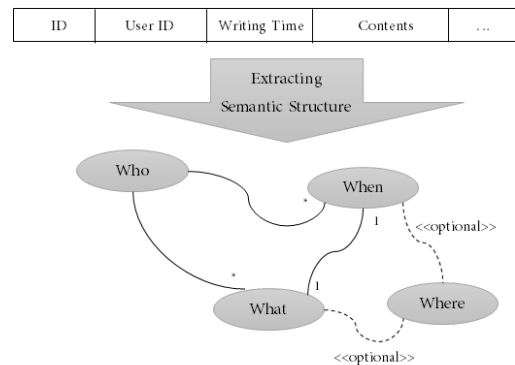 ID User ID Writing Time Contents ...
Extracting
Semantic Structure
Who
When
*
1
<<optional>>
*
1
What
Where
<<optional>>